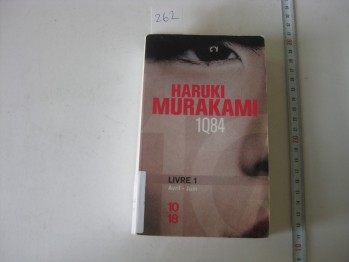 262
HARUKI
MURAKAMI
1Q84
LIVRE 1
Avril - Juin
10
18